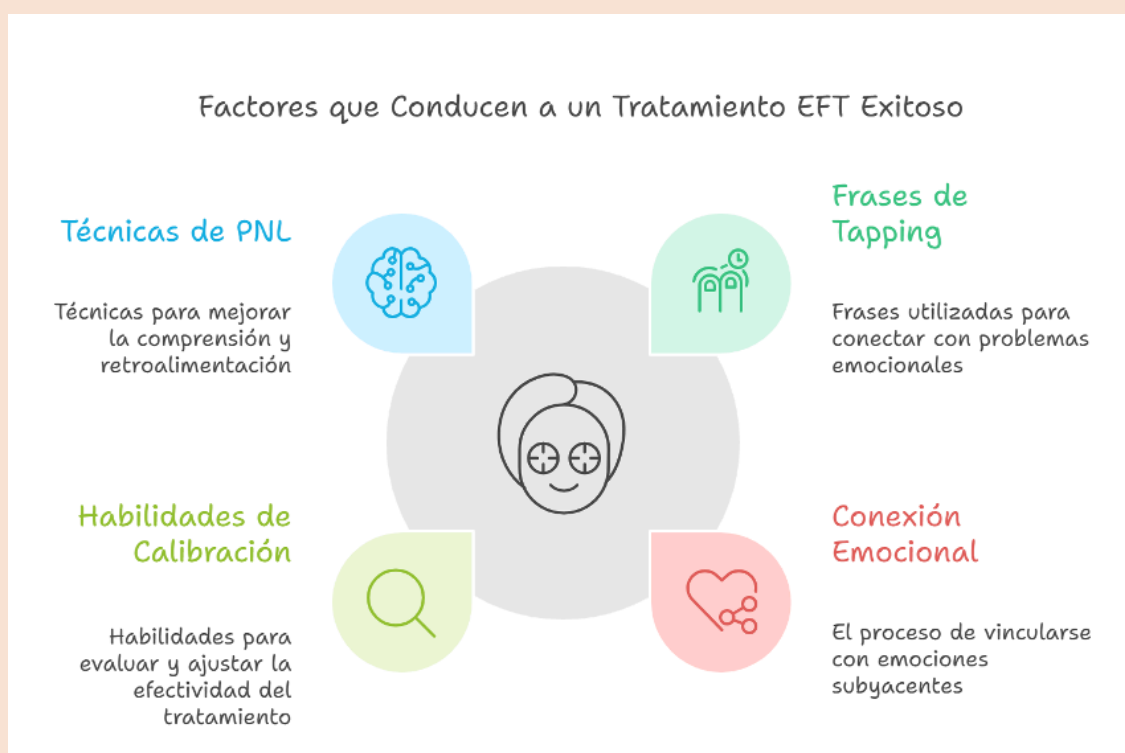 Factores que Conducen a un Tratamiento EFT Exitoso
Técnicas de PNL
Técnicas para mejorar
la comprensión y
retroalimentación
Frases de
Tapping
Frases utilizadas para
conectar con problemas
emocionales
Habilidades de
Calibración
Habilidades para
evaluar y ajustar la
efectividad del
tratamiento
Conexión
Emocional
El proceso de vincularse
con emociones
subyacentes